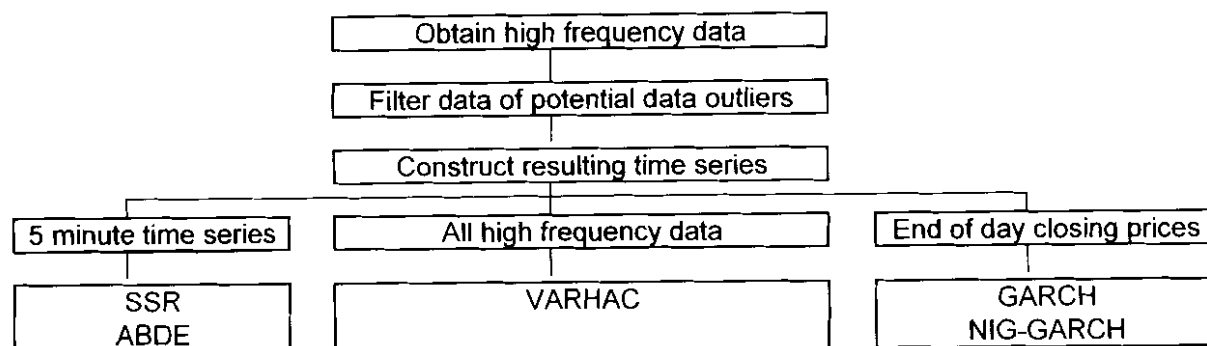 Obtain high frequency data
Filter data of potential data outliers
Construct resulting time series
5 minute time series
All high frequency data
End of day closing prices
SSR
ABDE
VARHAC
GARCH
NIG-GARCH